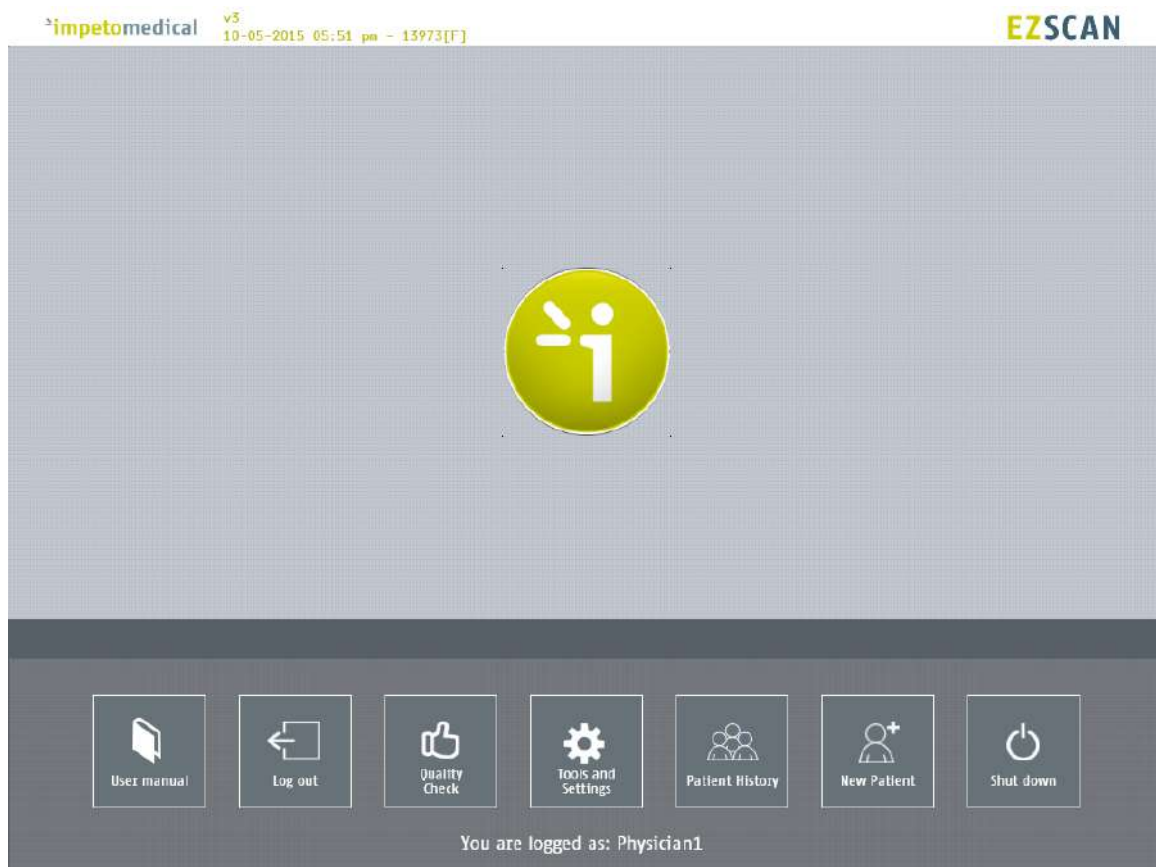 impetomedical
v3
10-05-2015 05:51 pm - 13973[F]
EZSCAN
User manual
Log out
Quality
Check
Tools and
Settings
Patient History
New Patient
Shut down
You are logged as: Physician1